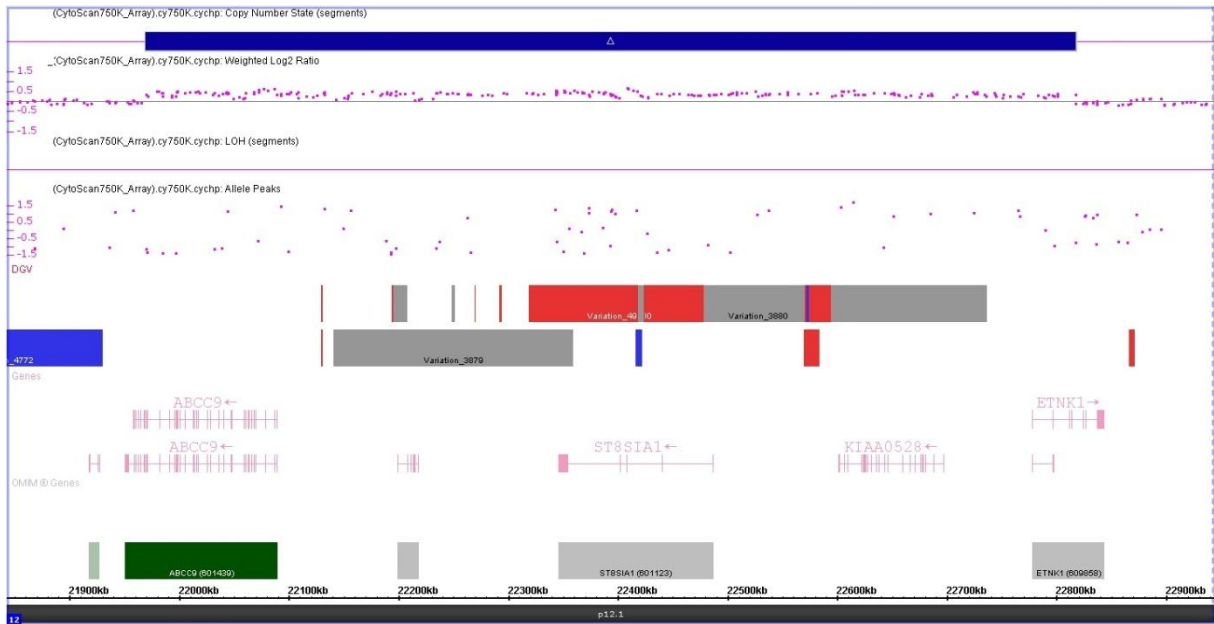 (CytoScan750K_Array).cy750K.cychp: Copy Number State (segments)
(CytoScan750K_Array).cy750K.cychp: Weighted Log2 Ratio
1.5
0.5
-0.5
-1.5
(CytoScan750K_Array).cy750K.cychp: LOH (segments)
(CytoScan750K_Array).cy750K.cychp: Allele Peaks
1.5
0.5
-0.5
-1.5
DGV
Variation_3880
_4772
Variation_3879
Genes
ABCC9←
ETNK1→
ABCC9←
ST8SIA1←
KIAA0528←
OMIM ® Genes
ABCC9 (601439)
ST8SIA1 (601123)
ETNK1 (609858)
21900kb 22000kb 22100kb 22200kb 22300kb 22400kb 22500kb 22600kb 22700kb 22800kb 22900kb
p12.1
12